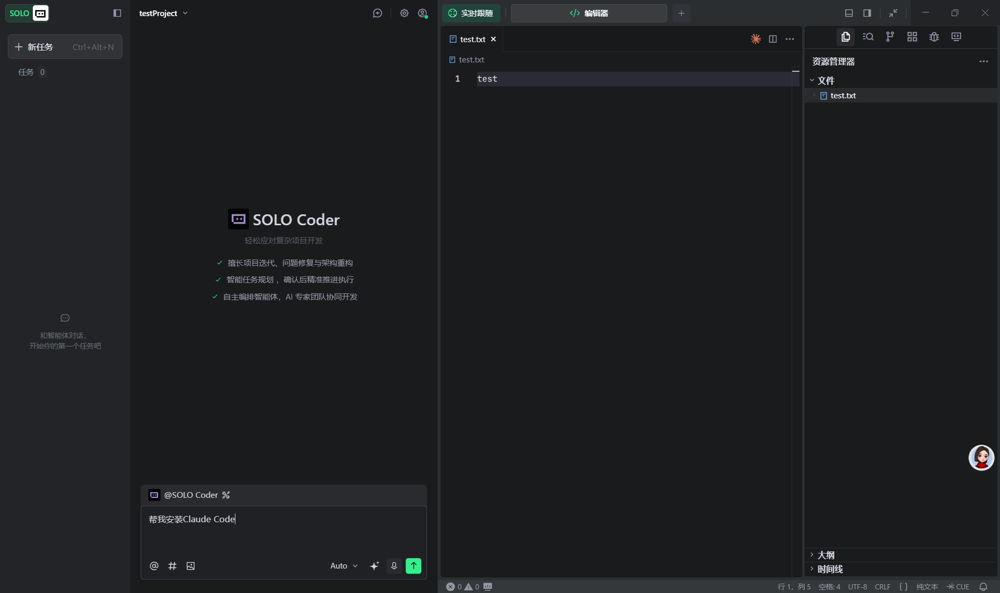 SOLO
新任务 Ctrl+Alt+N
任务 0
和智能体对话，
开始你的第一个任务吧
testProject
SOLO Coder
轻松应对复杂项目开发
擅长项目迭代、问题修复与架构重构
智能任务规划，确认后精准推进执行
自主编排智能体，AI 专家团队协同开发
@SOLO Coder
帮我安装Claude Code
Auto
实时跟随
编辑器
test.txt
test.txt
1 test
资源管理器
文件
test.txt
大纲
时间线
0 0
行 1，列 5 空格: 4 UTF-8 CRLF { } 纯文本 CUE